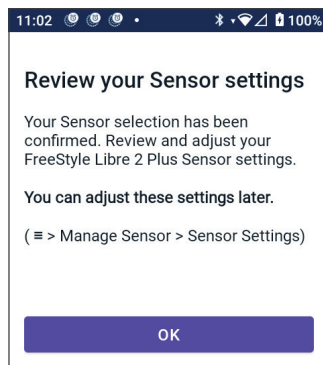 11:02 100%
Review your Sensor settings
Your Sensor selection has been
confirmed. Review and adjust your
FreeStyle Libre 2 Plus Sensor settings.
You can adjust these settings later.
( ≡ > Manage Sensor > Sensor Settings)
OK